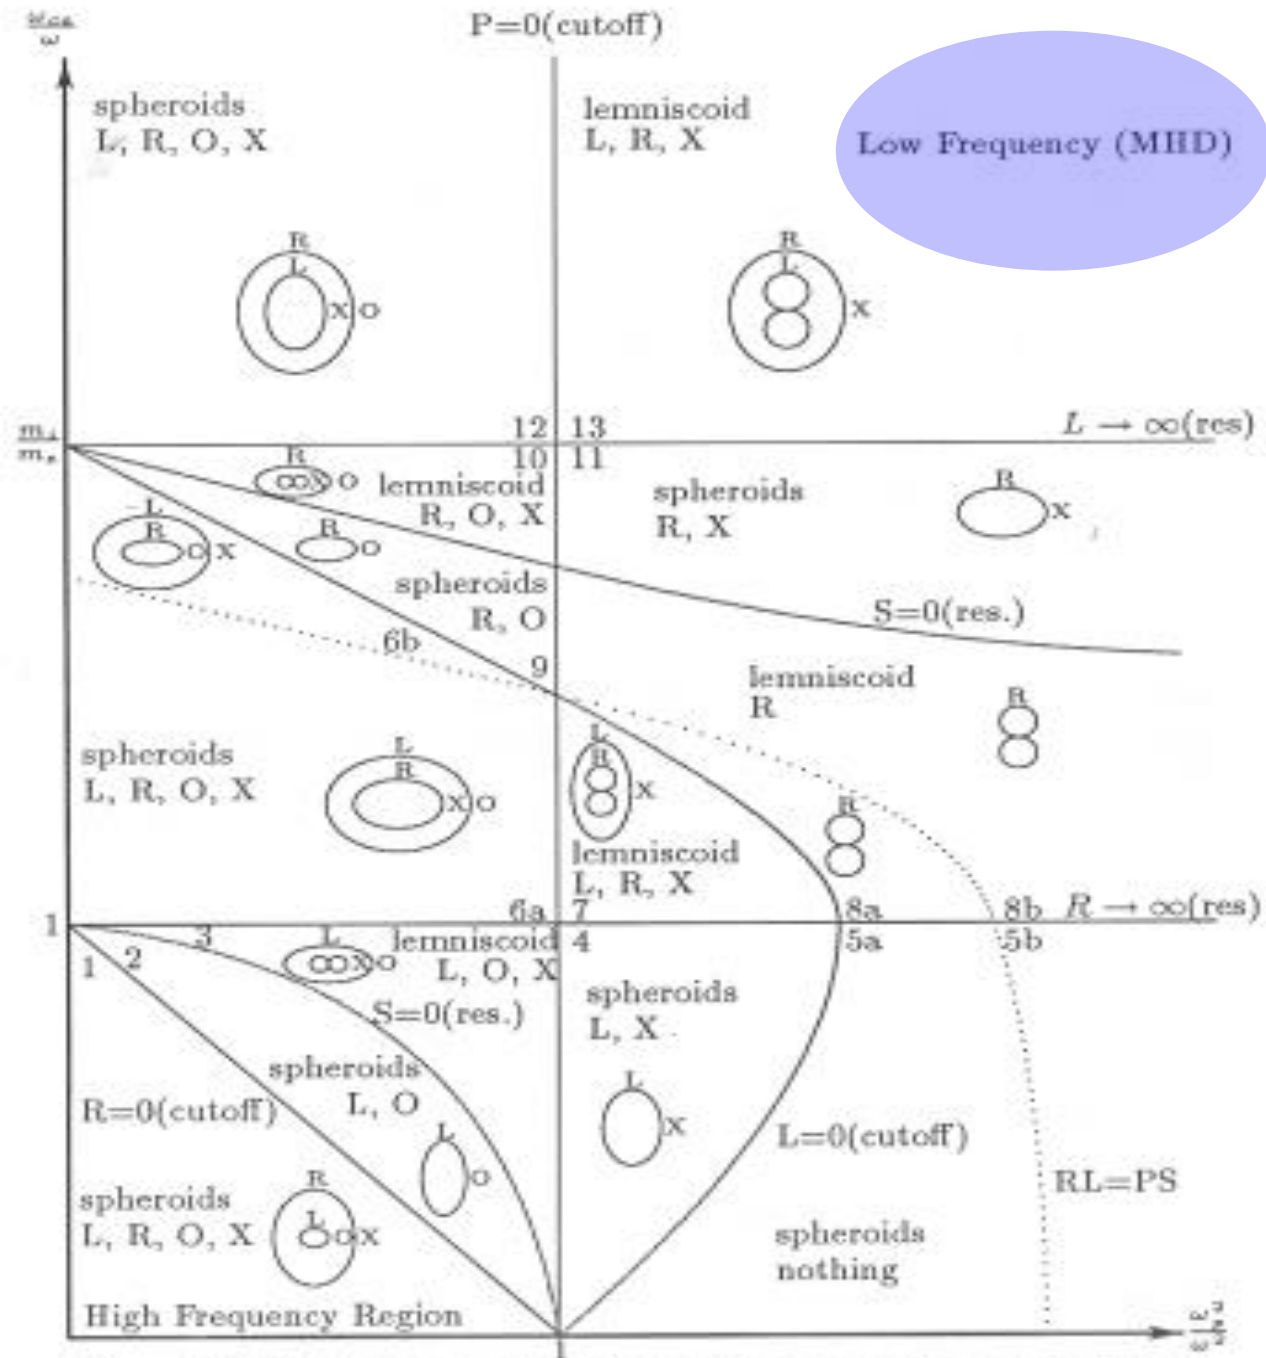 P=0(cutoff)
spheroids
L, R, O, X
lemniscoid
L, R, X
Low Frequency (MHD)
R
L
X O
R
L
X
12 13
L → ∞(res)
10 11
R
X O
lemniscoid
R, O, X
spheroids
R, X
R
X
L
R
O X
R
O
spheroids
R, O
S=0(res.)
6b
9
lemniscoid
R
R
spheroids
L, R, O, X
L
R
X O
L
R
X
R
lemniscoid
L, R, X
1
6a 7
8a
8b
R → ∞(res)
1
2
3
L
X O
lemniscoid
L, O, X
4
5a
5b
S=0(res.)
spheroids
L, X
spheroids
L, O
R=0(cutoff)
L
O
L
X
L=0(cutoff)
RL=PS
spheroids
L, R, O, X
R
L
O X
spheroids
nothing
High Frequency Region
1